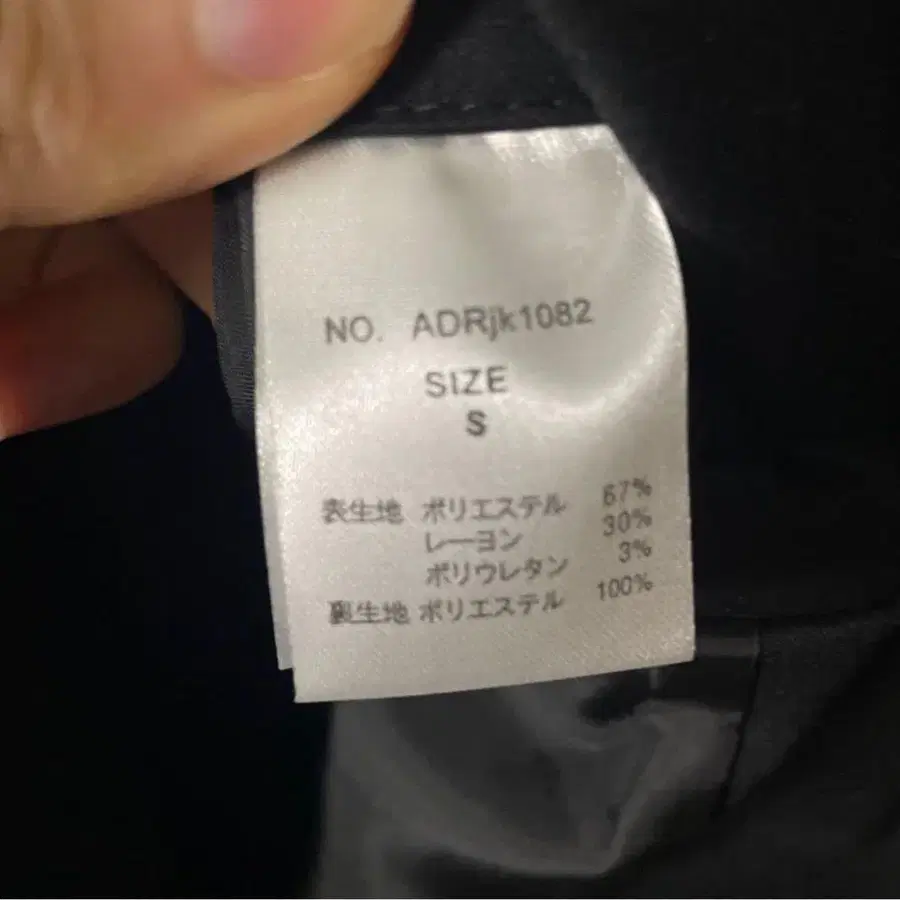 NO. ADRjk1082
SIZE
S
表生地 ポリエステル 67%
レーヨン 30%
ポリウレタン 3%
裏生地 ポリエステル 100%